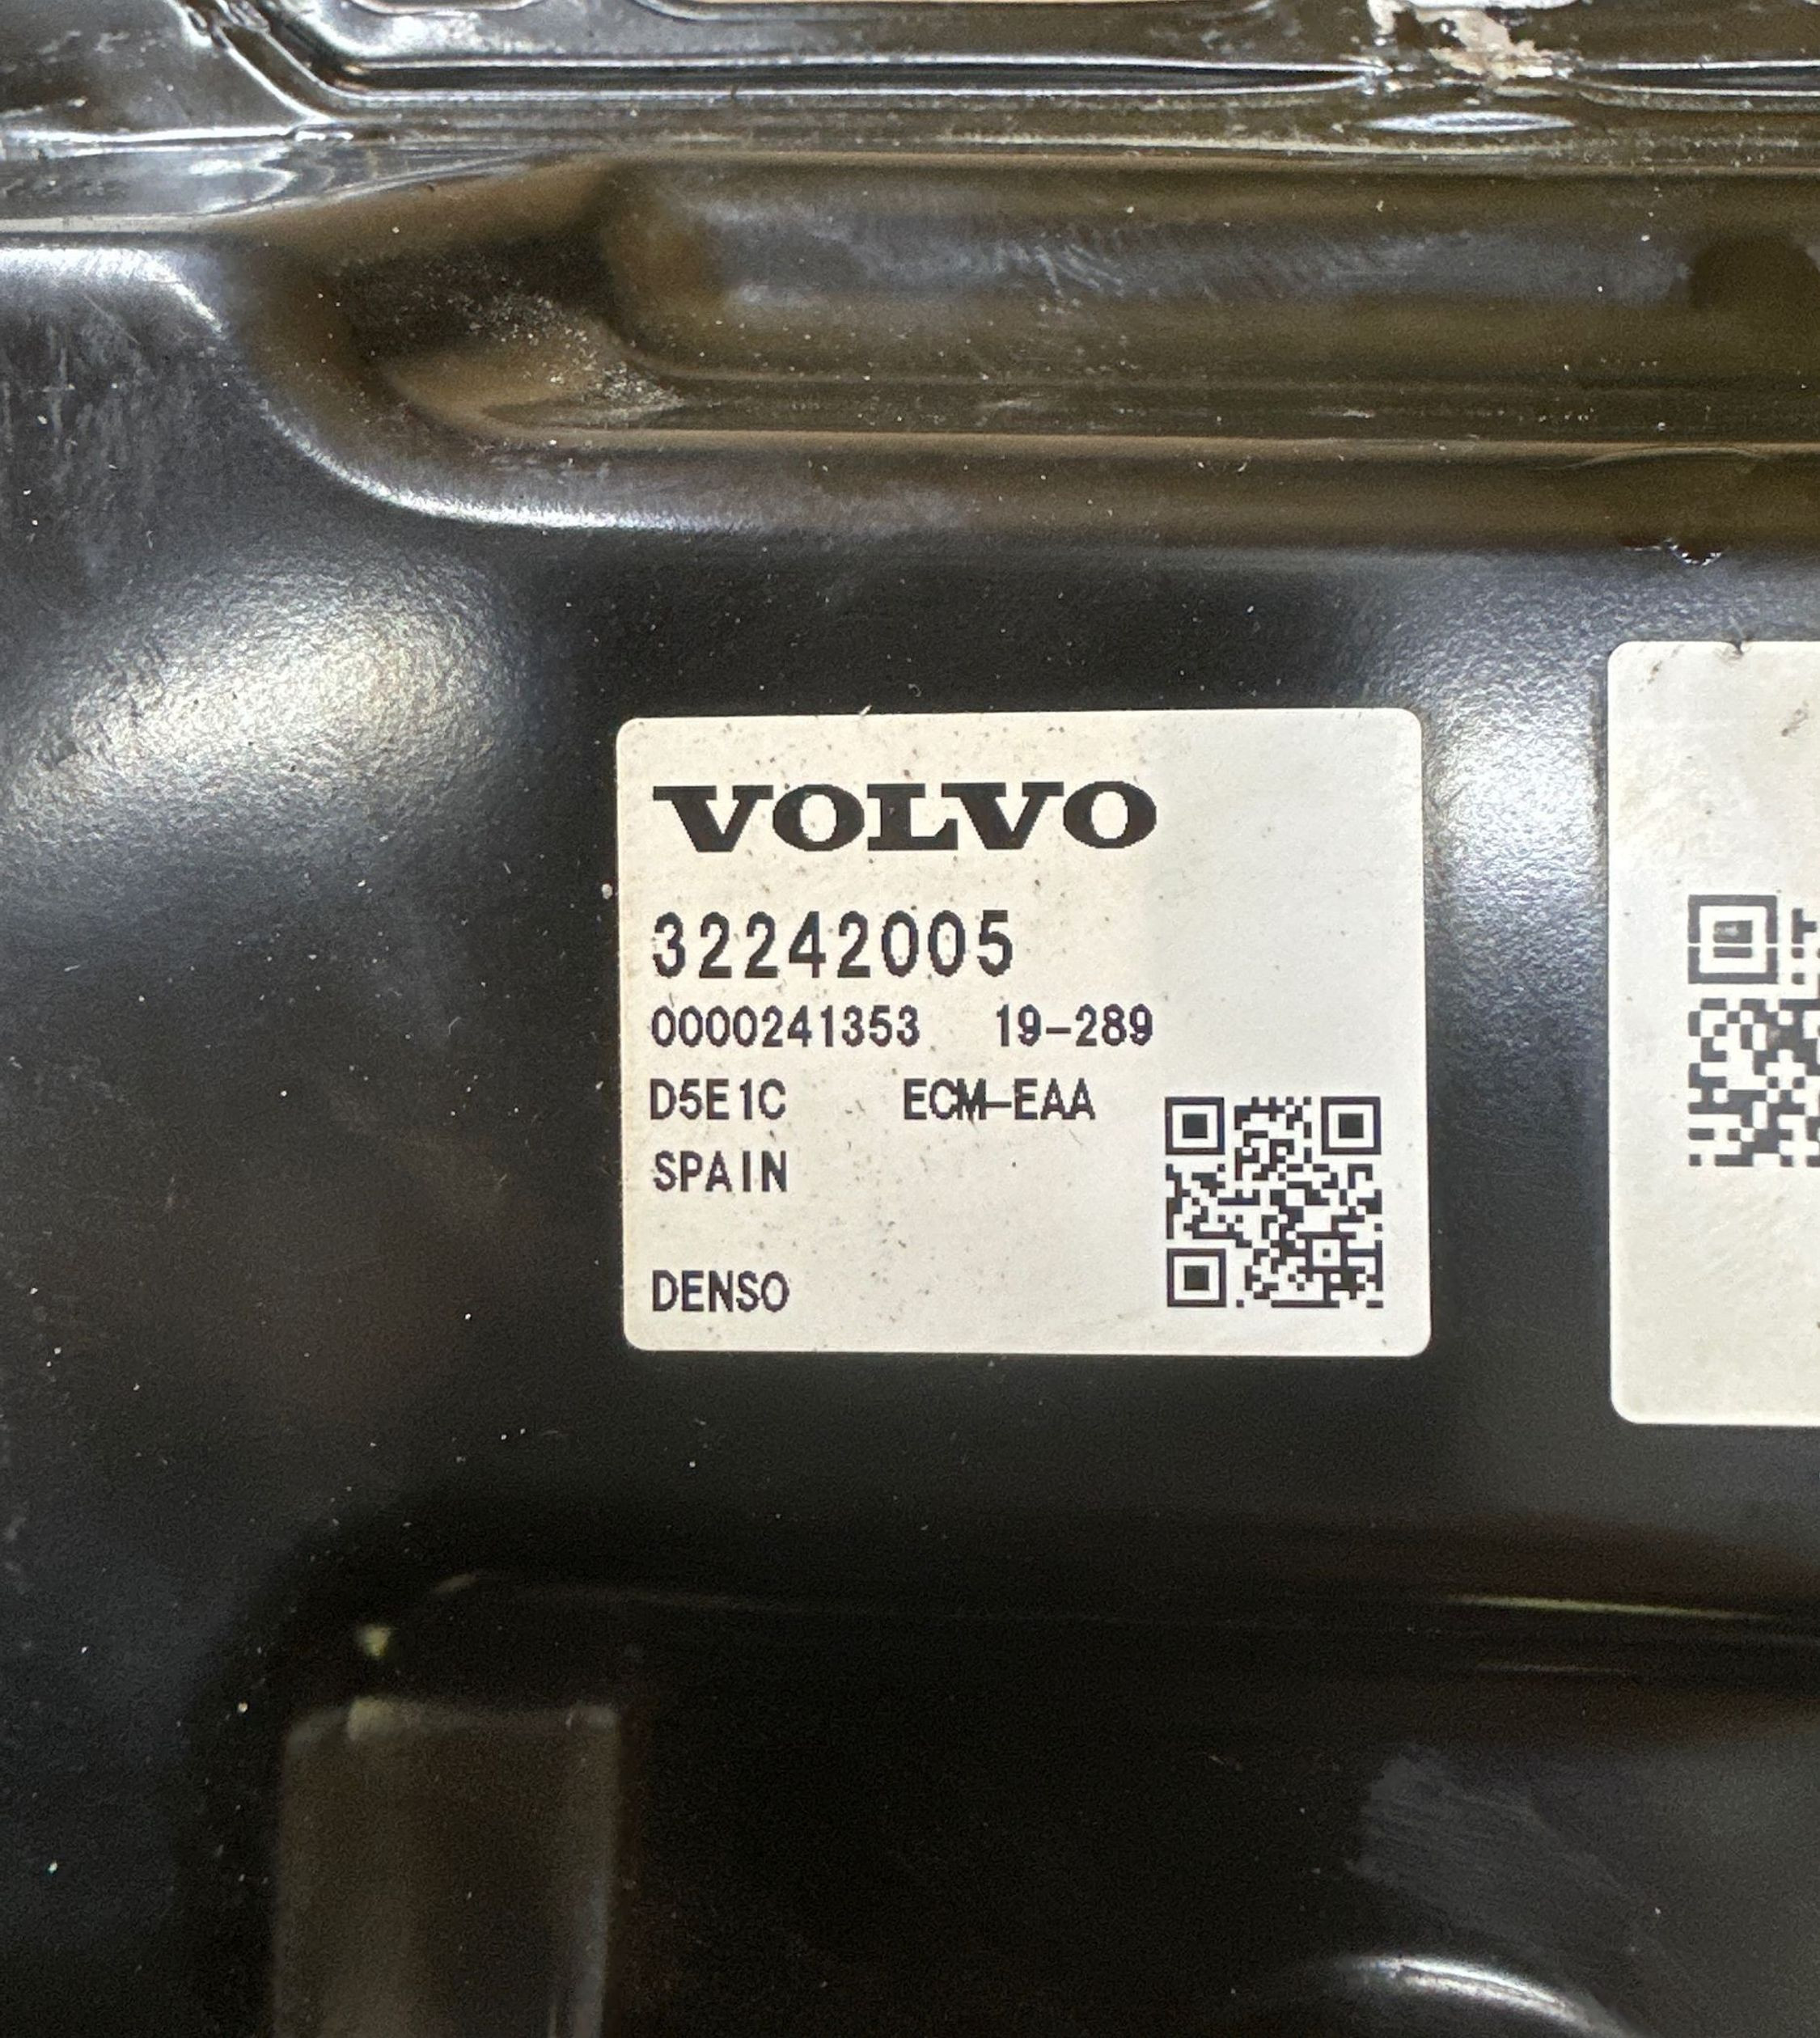 VOLVO
32242005
0000241353 19-289
D5E1C ECM-EAA
SPAIN
DENSO